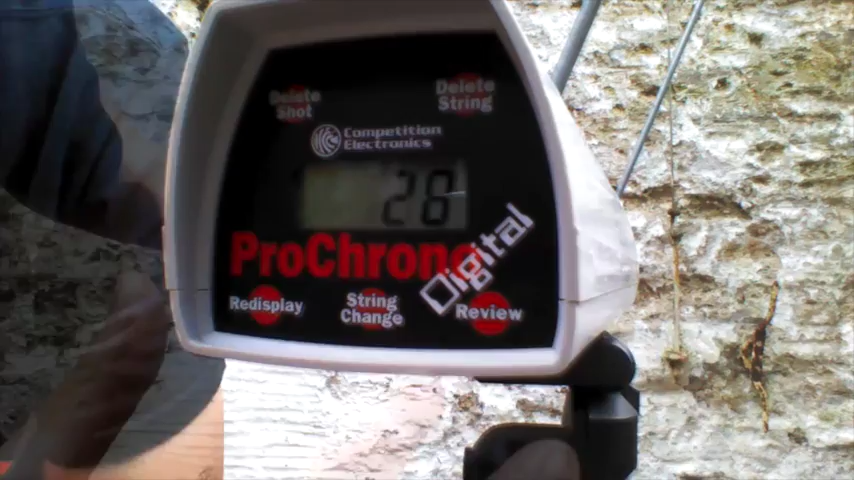 Delete
Shot
Delete
String
Competition
Electronics
28
ProChrono
Digital
Redisplay
String
Change
Review